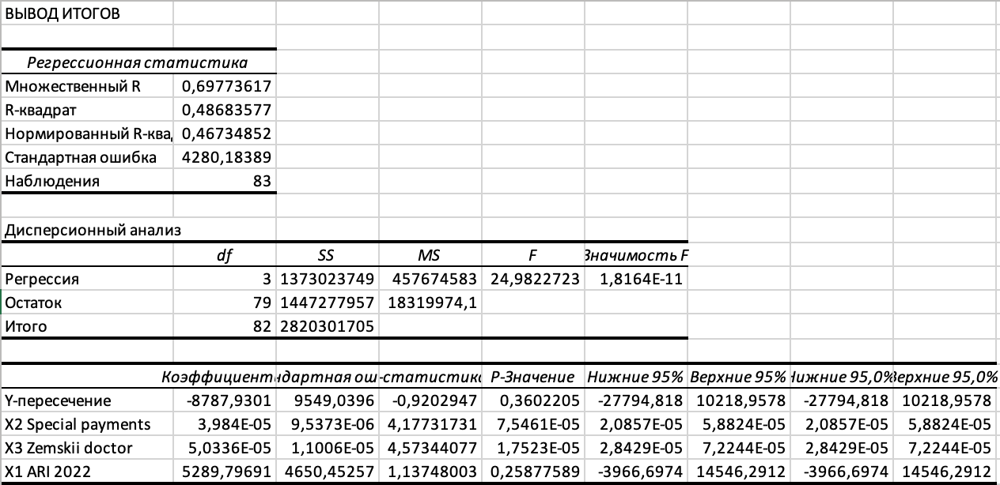 ВЫВОД ИТОГОВ
Регрессионная статистика
Множественный R 0,69773617
R-квадрат 0,48683577
Нормированный R-ква 0,46734852
Стандартная ошибка 4280,18389
Наблюдения 83
Дисперсионный анализ
df SS MS F Значимость F
Регрессия 3 1373023749 457674583 24,9822723 1,8164E-11
Остаток 79 1447277957 18319974,1
Итого 82 2820301705
Коэффициент ндартная ош -статистик P-Значение Нижние 95% Верхние 95% Нижние 95,0% Верхние 95,0%
Y-пересечение -8787,9301 9549,0396 -0,9202947 0,3602205 -27794,818 10218,9578 -27794,818 10218,9578
X2 Special payments 3,984E-05 9,5373E-06 4,17731731 7,5461E-05 2,0857E-05 5,8824E-05 2,0857E-05 5,8824E-05
X3 Zemskii doctor 5,0336E-05 1,1006E-05 4,57344077 1,7523E-05 2,8429E-05 7,2244E-05 2,8429E-05 7,2244E-05
X1 ARI 2022 5289,79691 4650,45257 1,13748003 0,25877589 -3966,6974 14546,2912 -3966,6974 14546,2912